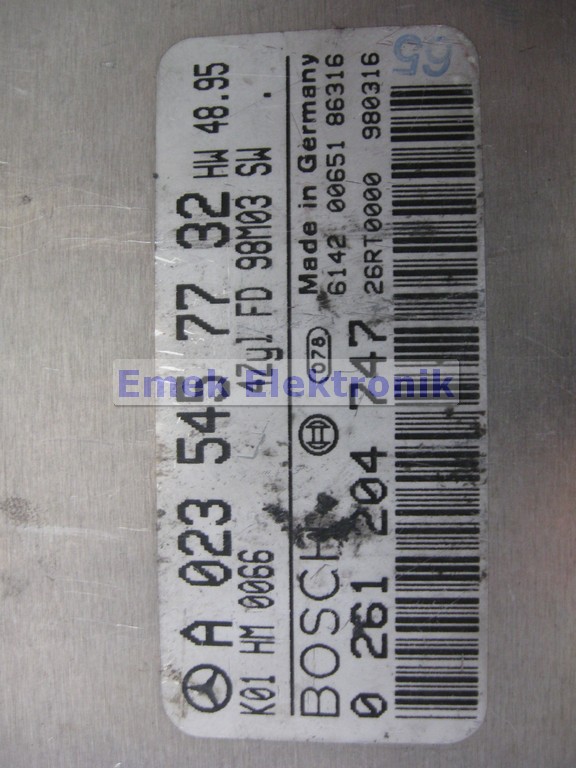 A 023 545 77 32 HW 48.95
K01 HM 0066 4Zyl FD 98M03 SW .
BOSCH 078 Made in Germany
6142 00651 86316
0 261 204 747 26RT0000 980316
65
Emek Elektronik